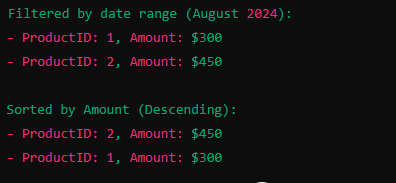 Filtered by date range (August 2024):
- ProductID: 1, Amount: $300
- ProductID: 2, Amount: $450
Sorted by Amount (Descending):
- ProductID: 2, Amount: $450
- ProductID: 1, Amount: $300